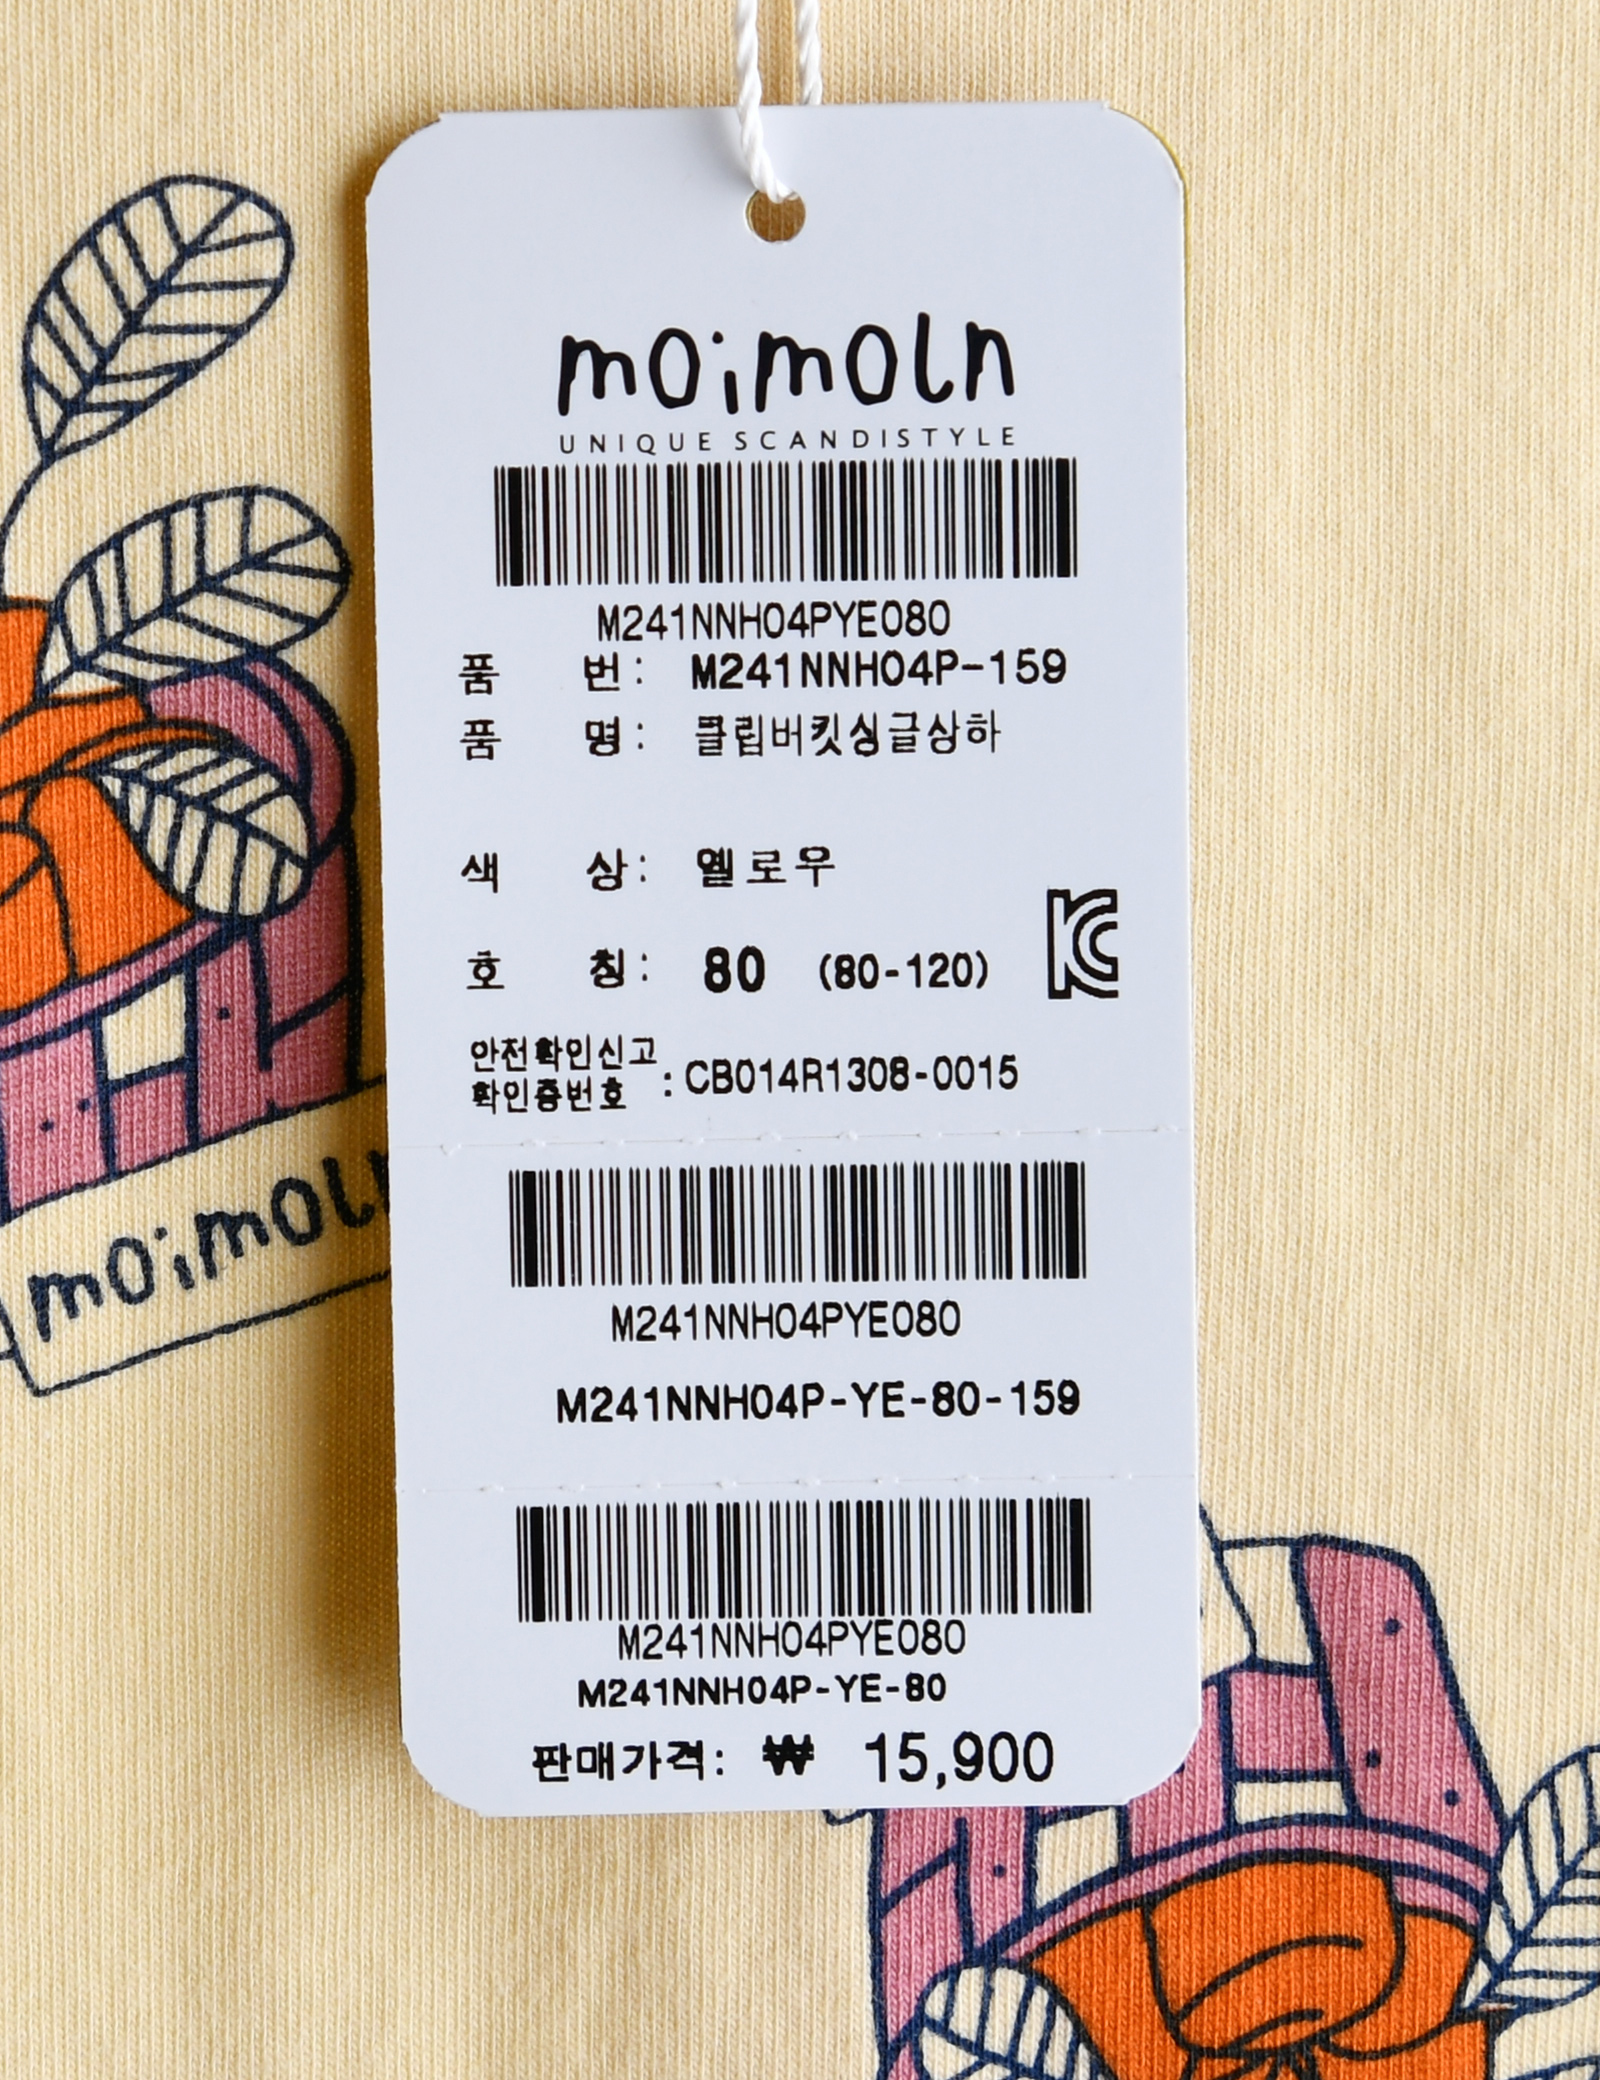 moimoln
UNIQUE SCANDISTYLE
M241NNH04PYE080
품 번: M241NNH04P-159
품 명: 클립버킷싱글상하
색 상: 옐로우
호 칭: 80 (80-120)
안전확인신고
확인증번호 : CB014R1308-0015
M241NNH04PYE080
M241NNH04P-YE-80-159
M241NNH04PYE080
M241NNH04P-YE-80
판매가격: ₩ 15,900
moimoln